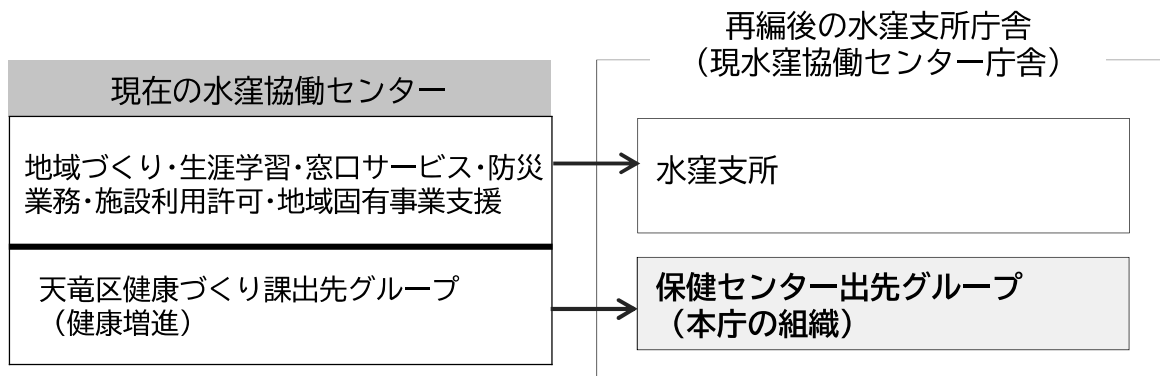 再編後の水窪支所庁舎
（現水窪協働センター庁舎）
現在の水窪協働センター
地域づくり・生涯学習・窓口サービス・防災
業務・施設利用許可・地域固有事業支援
水窪支所
天竜区健康づくり課出先グループ
（健康増進）
保健センター出先グループ
（本庁の組織）